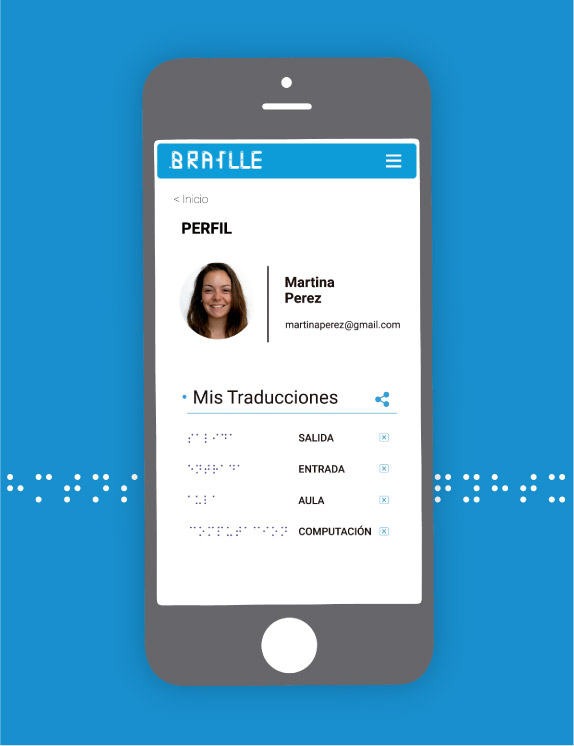 BRAILLE
< Inicio
PERFIL
Martina
Perez
martinaperez@gmail.com
Mis Traducciones
⠎⠁⠇⠊⠙⠁ SALIDA
⠑⠝⠞⠗⠁⠙⠁ ENTRADA
⠁⠥⠇⠁ AULA
⠉⠕⠍⠏⠥⠞⠁⠉⠊⠕⠝ COMPUTACIÓN